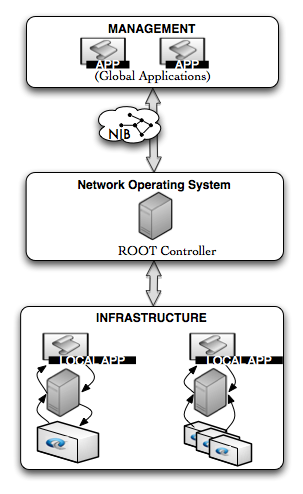 MANAGEMENT
APP APP
(Global Applications)
NIB
Network Operating System
ROOT Controller
INFRASTRUCTURE
LOCAL APP LOCAL APP